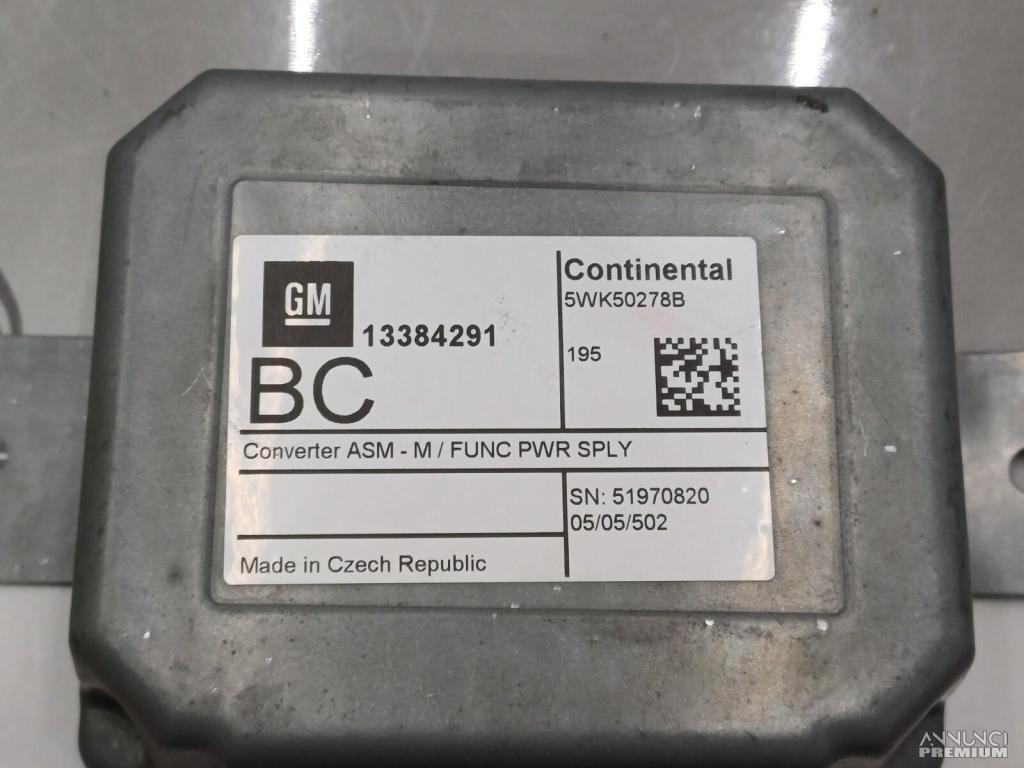 GM
13384291
BC
Continental
5WK50278B
195
Converter ASM - M / FUNC PWR SPLY
SN: 51970820
05/05/502
Made in Czech Republic
ANNUNCI
PREMIUM